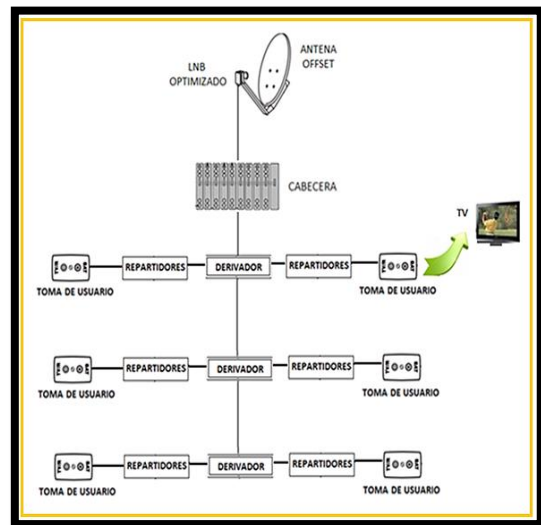 ANTENA
OFFSET
LNB
OPTIMIZADO
CABECERA
TV
REPARTIDORES
DERIVADOR
REPARTIDORES
TOMA DE USUARIO
TOMA DE USUARIO
REPARTIDORES
DERIVADOR
REPARTIDORES
TOMA DE USUARIO
TOMA DE USUARIO
REPARTIDORES
DERIVADOR
REPARTIDORES
TOMA DE USUARIO
TOMA DE USUARIO